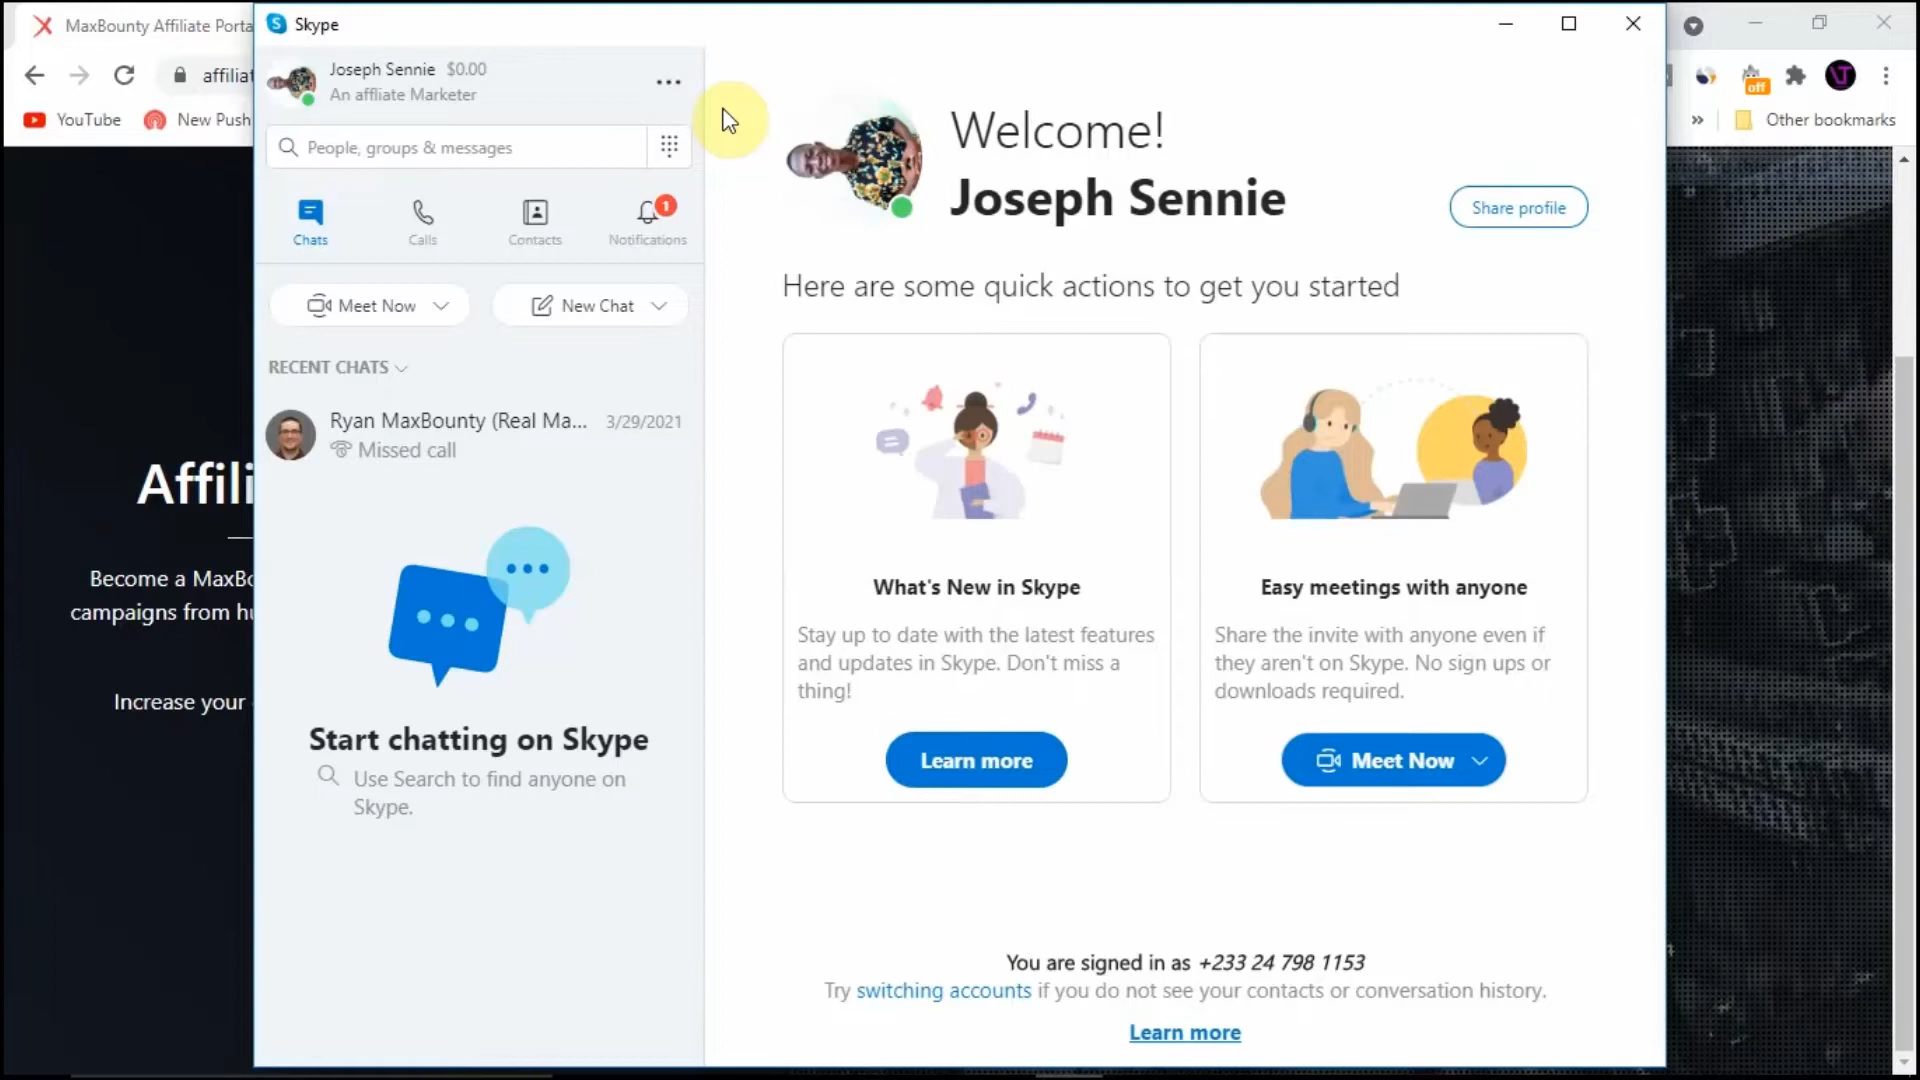 MaxBounty Affiliate Porta
affiliat
YouTube
New Push
Other bookmarks
off
Affili
Become a MaxBo
campaigns from hu
Increase your
Skype
Joseph Sennie $0.00
An affliate Marketer
People, groups & messages
Chats
Calls
Contacts
Notifications
1
Meet Now
New Chat
RECENT CHATS
Ryan MaxBounty (Real Ma... 3/29/2021
Missed call
Start chatting on Skype
Use Search to find anyone on
Skype.
Welcome!
Joseph Sennie
Share profile
Here are some quick actions to get you started
What's New in Skype
Stay up to date with the latest features
and updates in Skype. Don't miss a
thing!
Learn more
Easy meetings with anyone
Share the invite with anyone even if
they aren't on Skype. No sign ups or
downloads required.
Meet Now
You are signed in as +233 24 798 1153
Try switching accounts if you do not see your contacts or conversation history.
Learn more